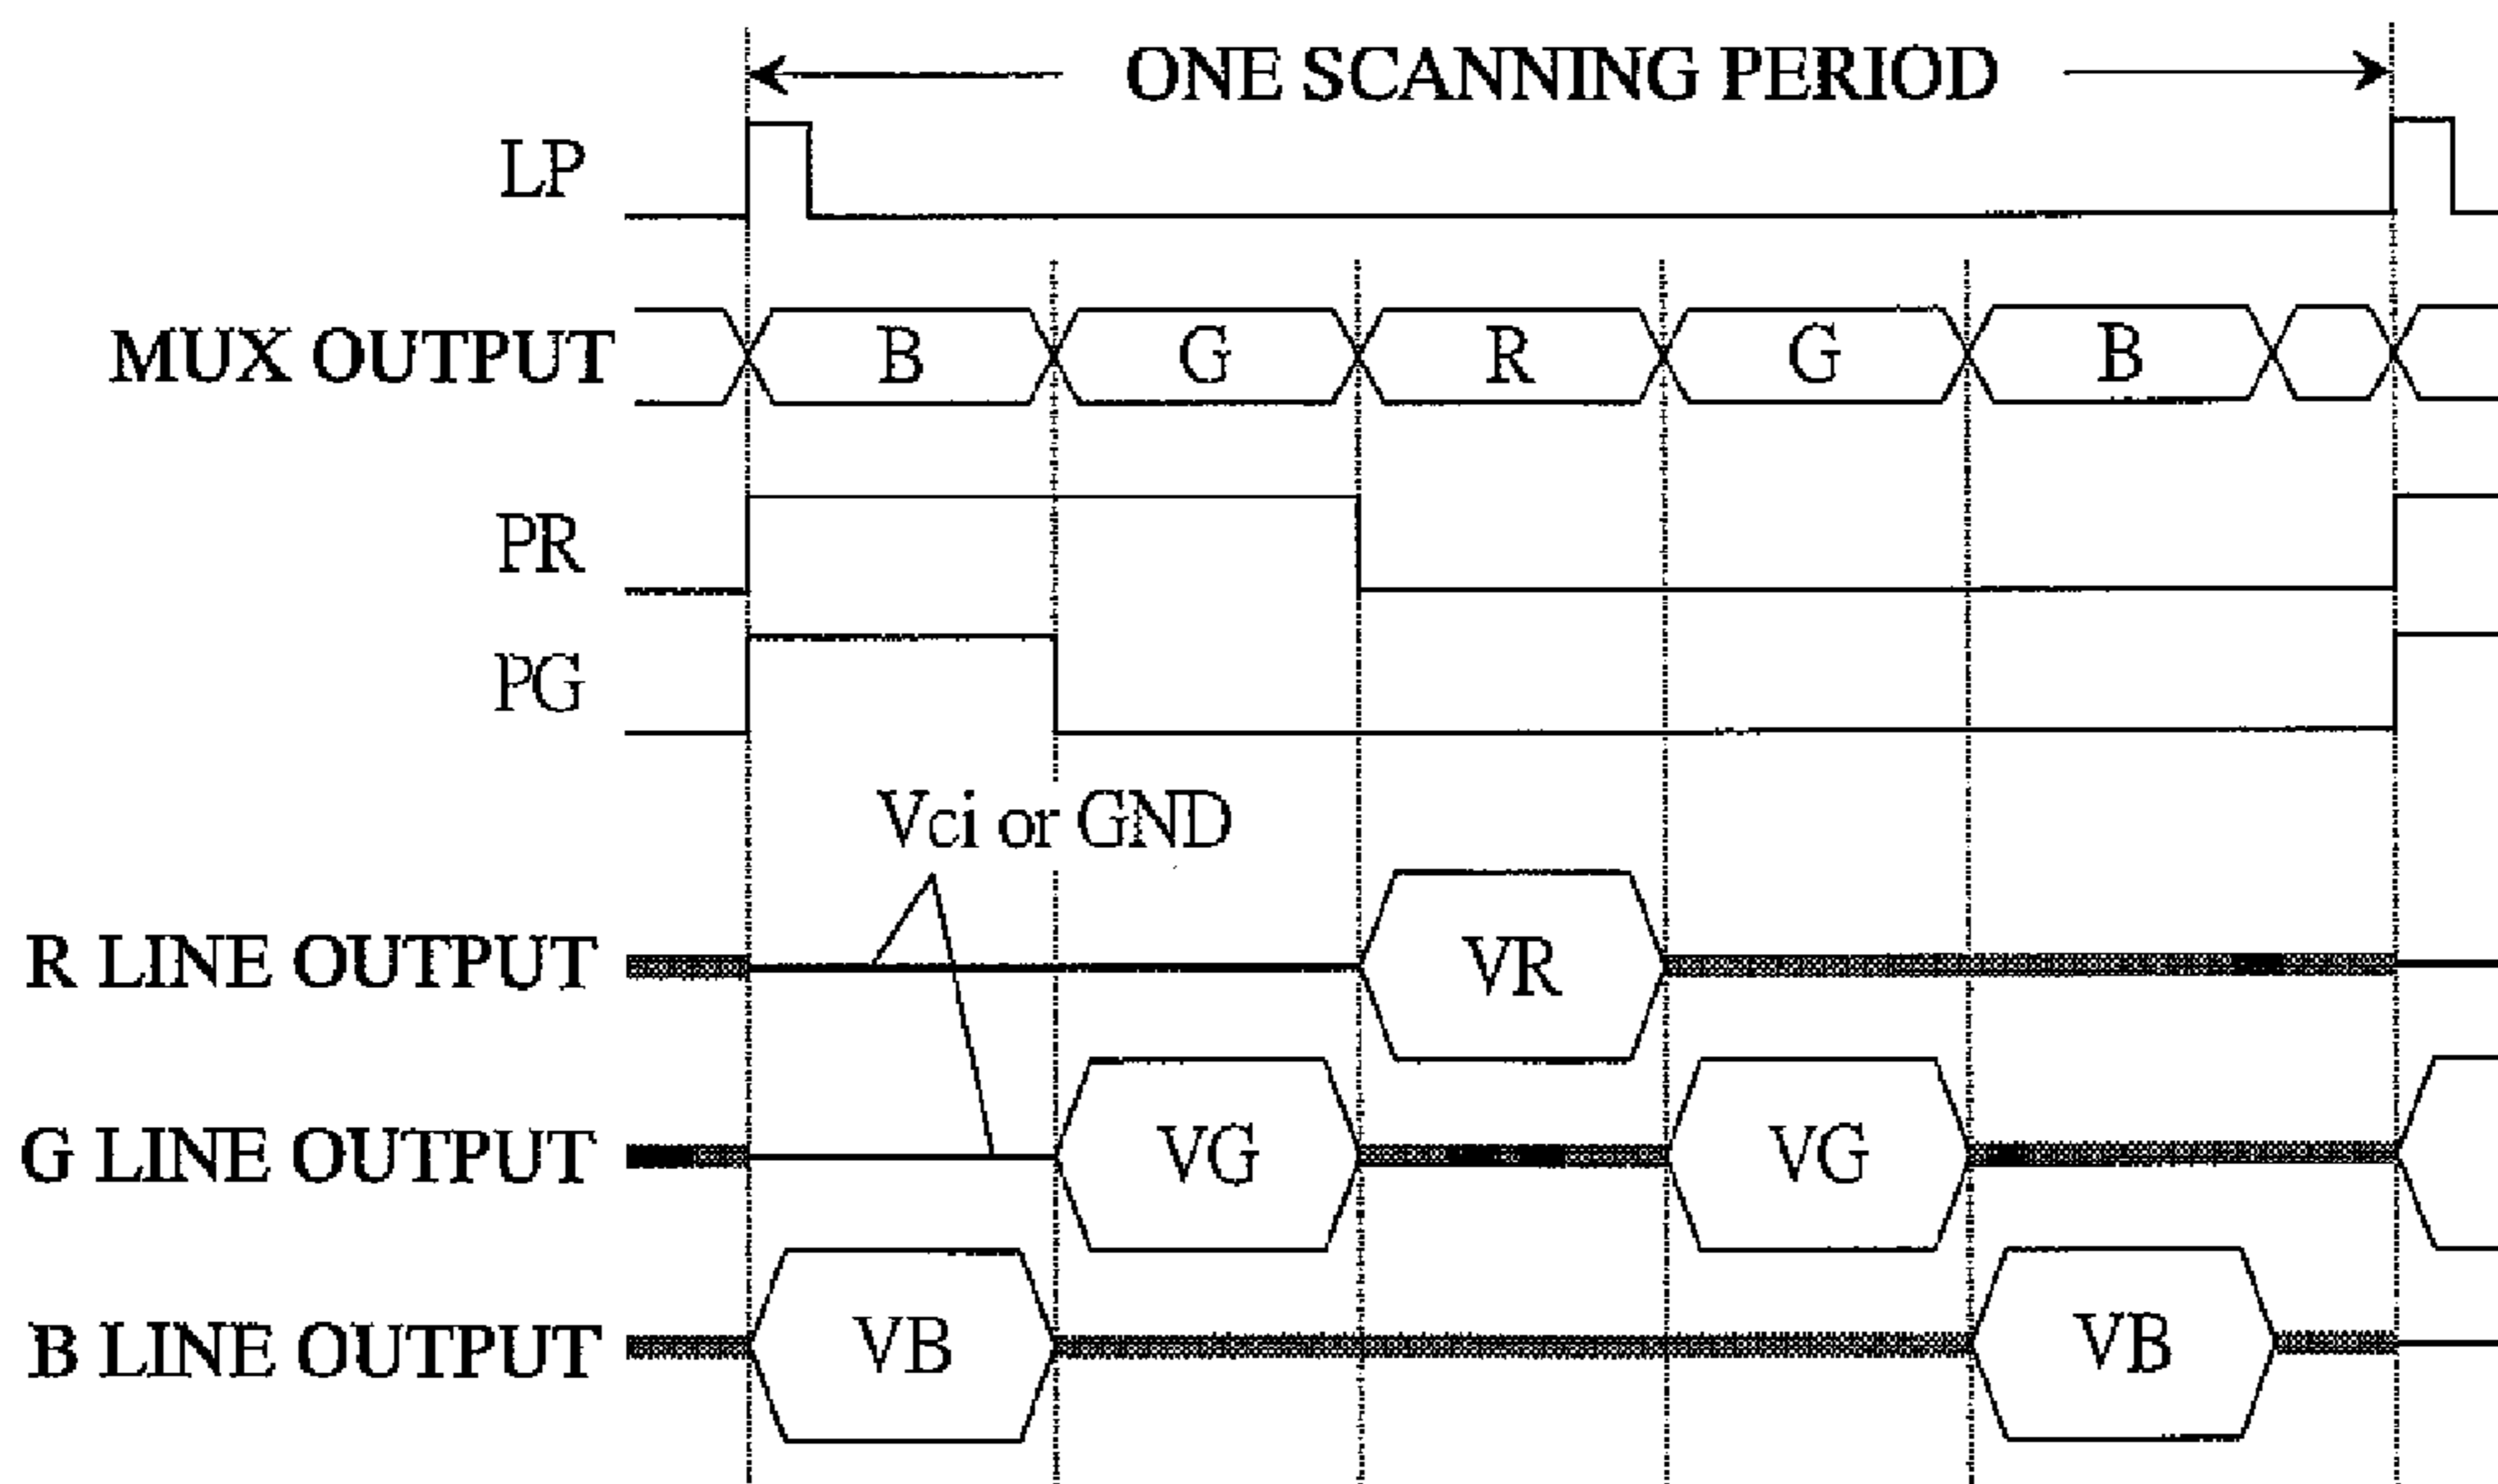 ONE SCANNING PERIOD
LP
MUX OUTPUT B G R G B
PR
PG
Vci or GND
R LINE OUTPUT VR
G LINE OUTPUT VG VG
B LINE OUTPUT VB VB